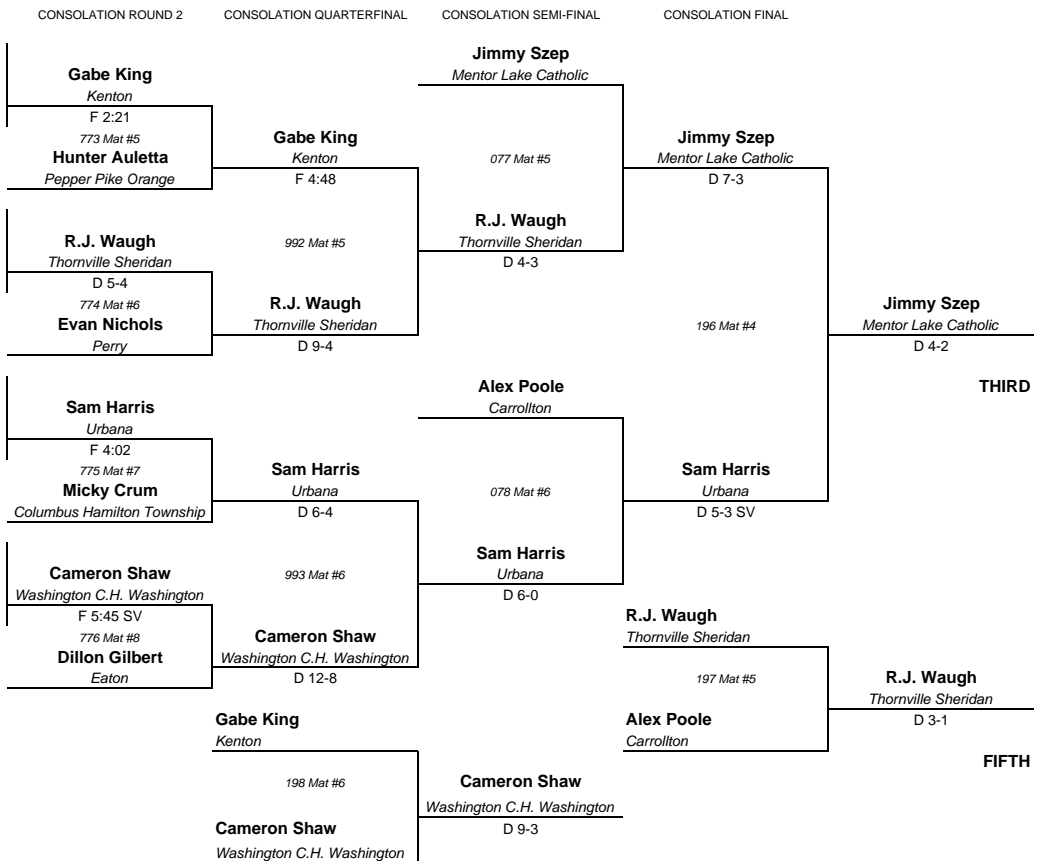 CONSOLATION ROUND 2 CONSOLATION QUARTERFINAL CONSOLATION SEMI-FINAL CONSOLATION FINAL
Gabe King
Kenton
F 2:21
773 Mat #5
Hunter Auletta
Pepper Pike Orange
R.J. Waugh
Thornville Sheridan
D 5-4
774 Mat #6
Evan Nichols
Perry
Sam Harris
Urbana
F 4:02
775 Mat #7
Micky Crum
Columbus Hamilton Township
Cameron Shaw
Washington C.H. Washington
F 5:45 SV
776 Mat #8
Dillon Gilbert
Eaton
Gabe King
Kenton
F 4:48
992 Mat #5
R.J. Waugh
Thornville Sheridan
D 9-4
Sam Harris
Urbana
D 6-4
993 Mat #6
Cameron Shaw
Washington C.H. Washington
D 12-8
Gabe King
Kenton
198 Mat #6
Cameron Shaw
Washington C.H. Washington
Jimmy Szep
Mentor Lake Catholic
077 Mat #5
R.J. Waugh
Thornville Sheridan
D 4-3
Alex Poole
Carrollton
078 Mat #6
Sam Harris
Urbana
D 6-0
Cameron Shaw
Washington C.H. Washington
D 9-3
Jimmy Szep
Mentor Lake Catholic
D 7-3
196 Mat #4
Sam Harris
Urbana
D 5-3 SV
R.J. Waugh
Thornville Sheridan
197 Mat #5
Alex Poole
Carrollton
Jimmy Szep
Mentor Lake Catholic
D 4-2
THIRD
R.J. Waugh
Thornville Sheridan
D 3-1
FIFTH